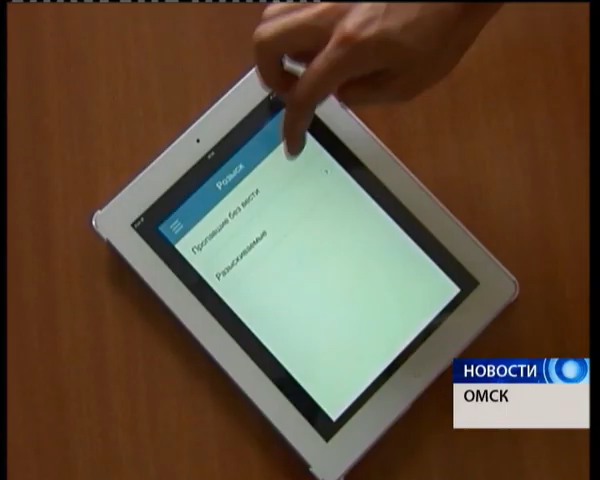 Розыск
Пропавшие без вести
Разыскиваемые
НОВОСТИ
ОМСК